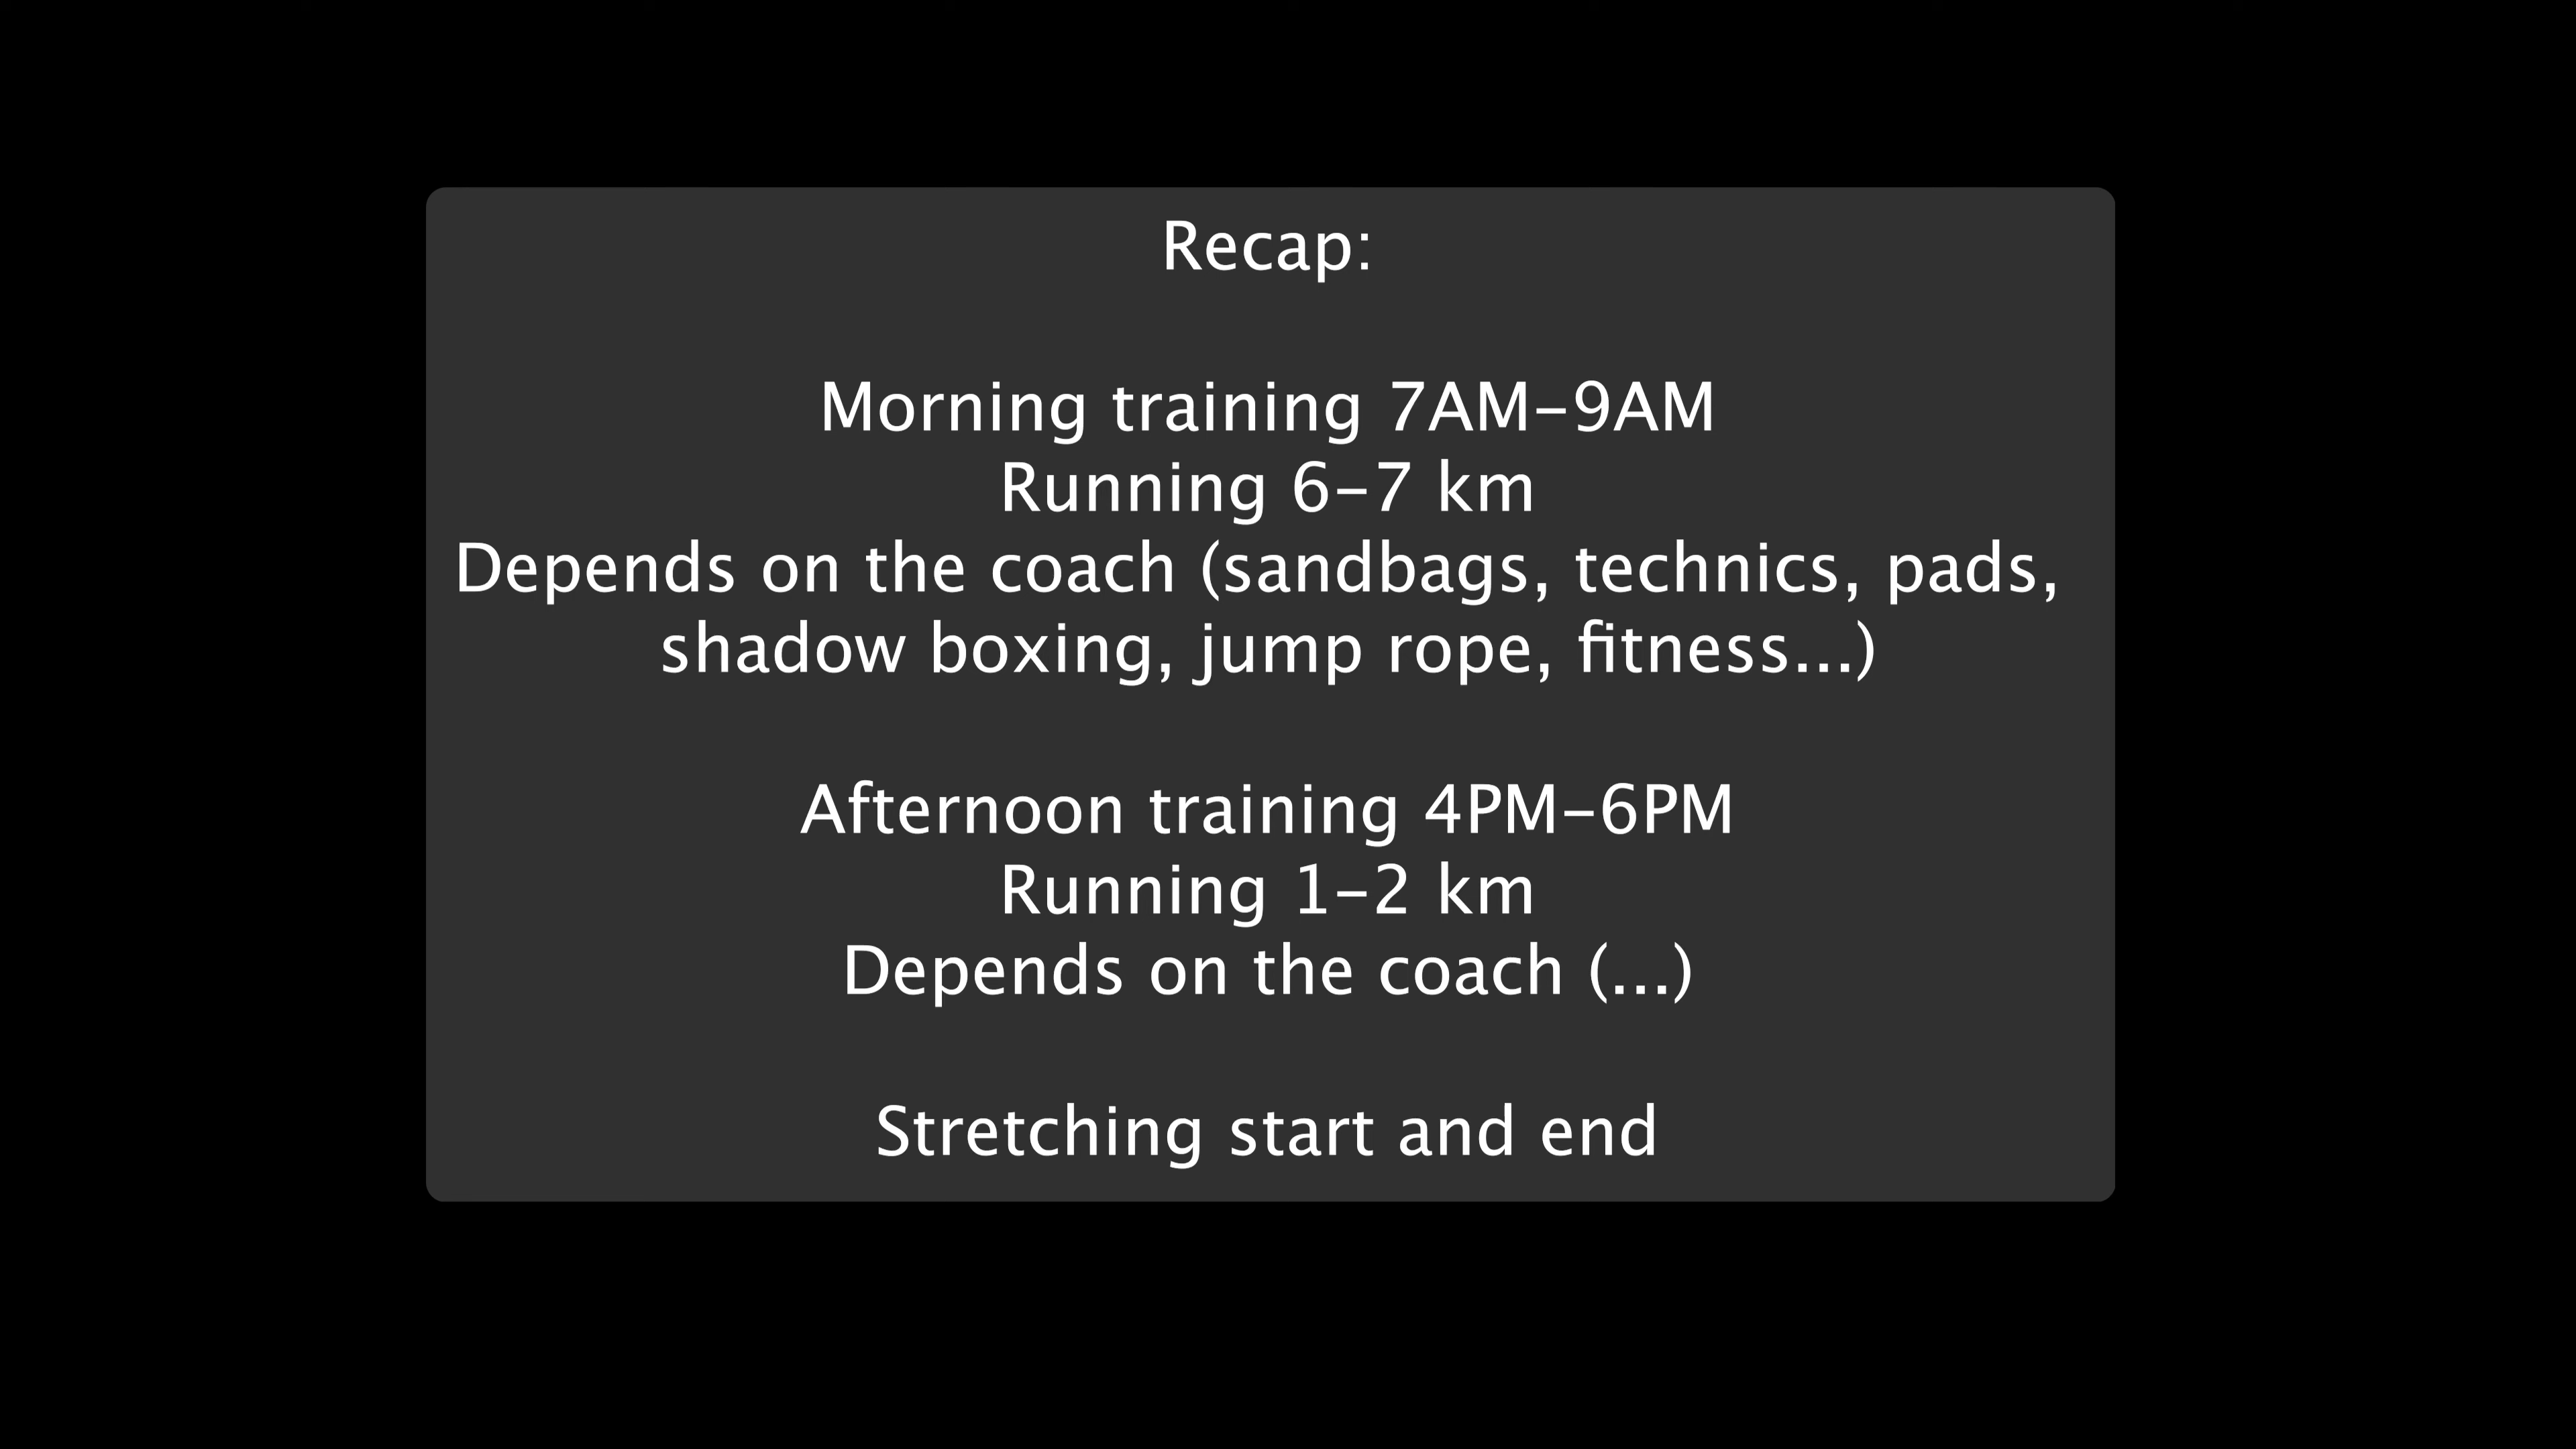 Recap:
Morning training 7AM-9AM
Running 6-7 km
Depends on the coach (sandbags, technics, pads,
shadow boxing, jump rope, fitness...)
Afternoon training 4PM-6PM
Running 1-2 km
Depends on the coach (...)
Stretching start and end